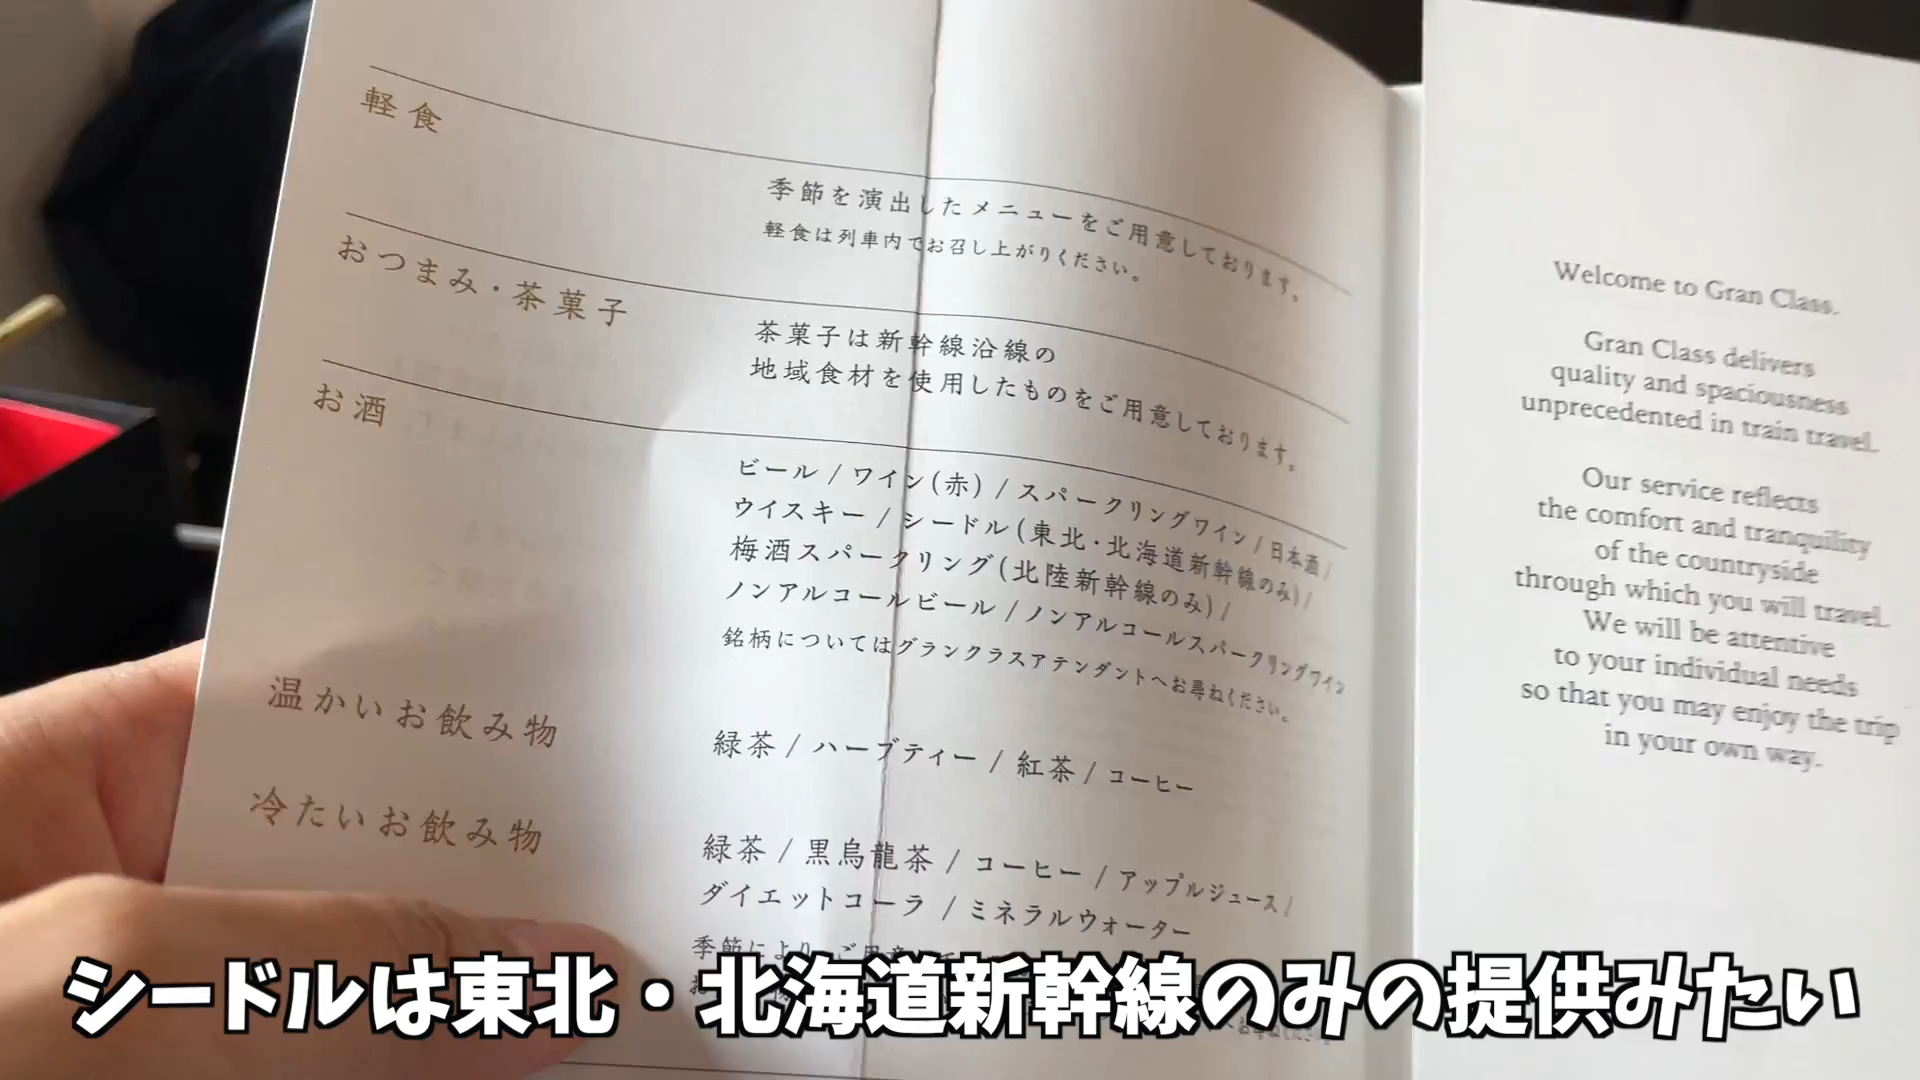 軽食
季節を演出したメニューをご用意しております。
軽食は列車内でお召し上がりください。
おつまみ・茶菓子
茶菓子は新幹線沿線の
地域食材を使用したものをご用意しております。
お酒
ビール / ワイン(赤) / スパークリングワイン / 日本酒 /
ウイスキー / シードル(東北・北海道新幹線のみ) /
梅酒スパークリング(北陸新幹線のみ) /
ノンアルコールビール / ノンアルコールスパークリングワイン
銘柄についてはグランクラスアテンダントへお尋ねください。
温かいお飲み物
緑茶 / ハーブティー / 紅茶 / コーヒー
冷たいお飲み物
緑茶 / 黒烏龍茶 / コーヒー / アップルジュース /
ダイエットコーラ / ミネラルウォーター
季節により
Welcome to Gran Class.
Gran Class delivers
quality and spaciousness
unprecedented in train travel.
Our service reflects
the comfort and tranquility
of the countryside
through which you will travel.
We will be attentive
to your individual needs
so that you may enjoy the trip
in your own way.
シードルは東北・北海道新幹線のみの提供みたい